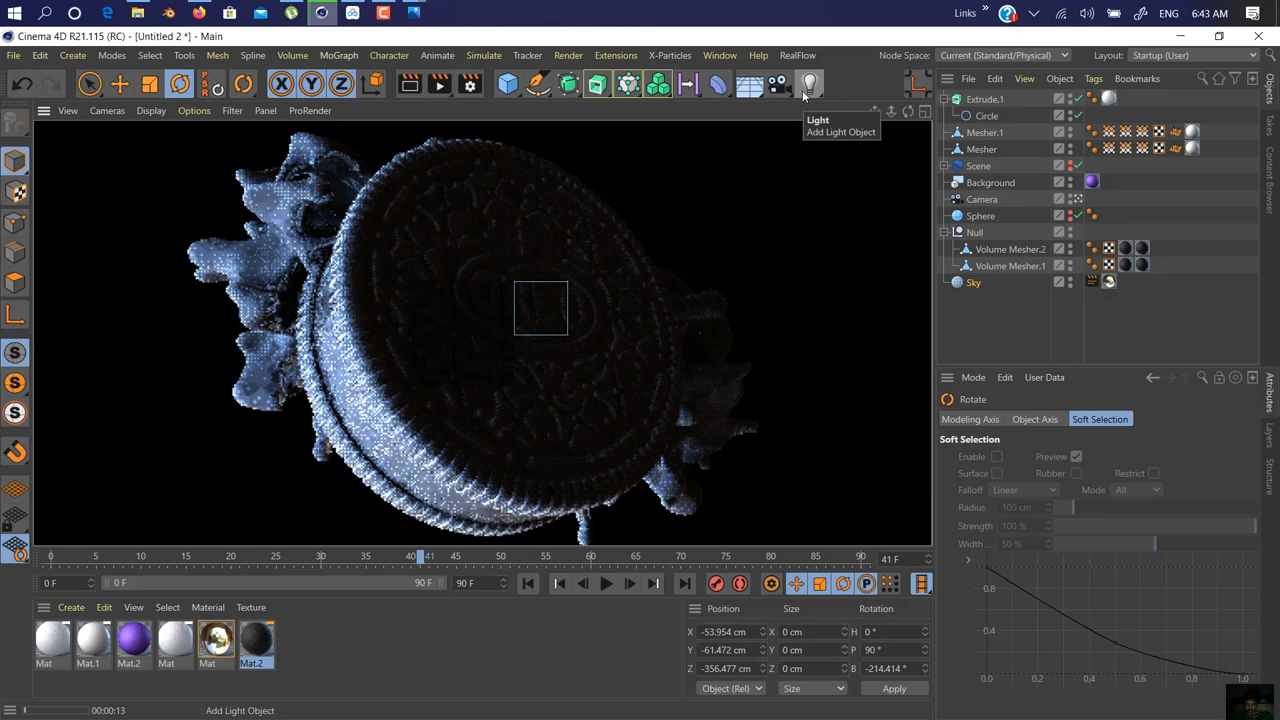 Links » ENG 6:43 AM
Cinema 4D R21.115 (RC) - [Untitled 2 *] - Main
File Edit Create Modes Select Tools Mesh Spline Volume MoGraph Character Animate Simulate Tracker Render Extensions X-Particles Window Help RealFlow Node Space: Current (Standard/Physical) Layout: Startup (User)
PSR X Y Z File Edit View Object Tags Bookmarks
View Cameras Display Options Filter Panel ProRender
Light
Add Light Object
Extrude.1
Circle
Mesher.1
Mesher
Scene
Background
Camera
Sphere
Null
Volume Mesher.2
Volume Mesher.1
Sky
Objects
Content Browser
Mode Edit User Data
Rotate
Modeling Axis Object Axis Soft Selection
Soft Selection
Enable Preview
Surface Rubber Restrict
Falloff Linear Mode All
Radius 100 cm
Strength 100 %
Width . . 50 %
0.8
0.4
0.0 0.2 0.4 0.6 0.8 1.0
Attributes
Layers
Structure
0 5 10 15 20 25 30 35 40 41 45 50 55 60 65 70 75 80 85 90 41 F
0 F 0 F 90 F 90 F
Create Edit View Select Material Texture
Mat Mat.1 Mat.2 Mat Mat Mat.2
Position Size Rotation
X -53.954 cm X 0 cm H 0 °
Y -61.472 cm Y 0 cm P 90 °
Z -356.477 cm Z 0 cm B -214.414 °
Object (Rel) Size Apply
00:00:13 Add Light Object